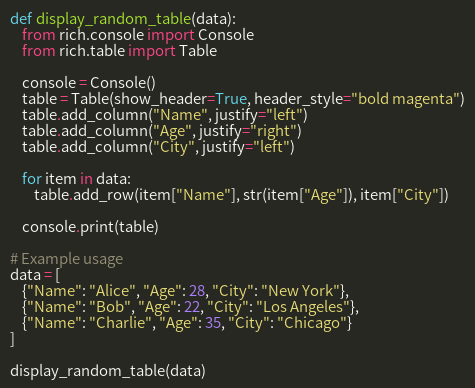 def display_random_table(data):
    from rich.console import Console
    from rich.table import Table

    console = Console()
    table = Table(show_header=True, header_style="bold magenta")
    table.add_column("Name", justify="left")
    table.add_column("Age", justify="right")
    table.add_column("City", justify="left")

    for item in data:
        table.add_row(item["Name"], str(item["Age"]), item["City"])

    console.print(table)

# Example usage
data = [
    {"Name": "Alice", "Age": 28, "City": "New York"},
    {"Name": "Bob", "Age": 22, "City": "Los Angeles"},
    {"Name": "Charlie", "Age": 35, "City": "Chicago"}
]

display_random_table(data)